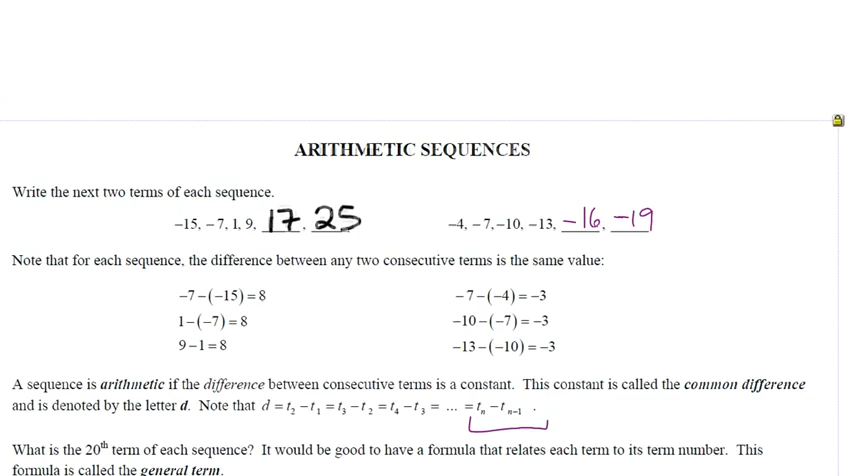 ARITHMETIC SEQUENCES
Write the next two terms of each sequence.
−15, −7, 1, 9, 17, 25 −4, −7, −10, −13, −16, −19
Note that for each sequence, the difference between any two consecutive terms is the same value:
−7−(−15)=8 −7−(−4)=−3
1−(−7)=8 −10−(−7)=−3
9−1=8 −13−(−10)=−3
A sequence is arithmetic if the difference between consecutive terms is a constant. This constant is called the common difference
and is denoted by the letter d. Note that d = t₂ − t₁ = t₃ − t₂ = t₄ − t₃ = ... = tₙ − tₙ₋₁ .
What is the 20th term of each sequence? It would be good to have a formula that relates each term to its term number. This
formula is called the general term.